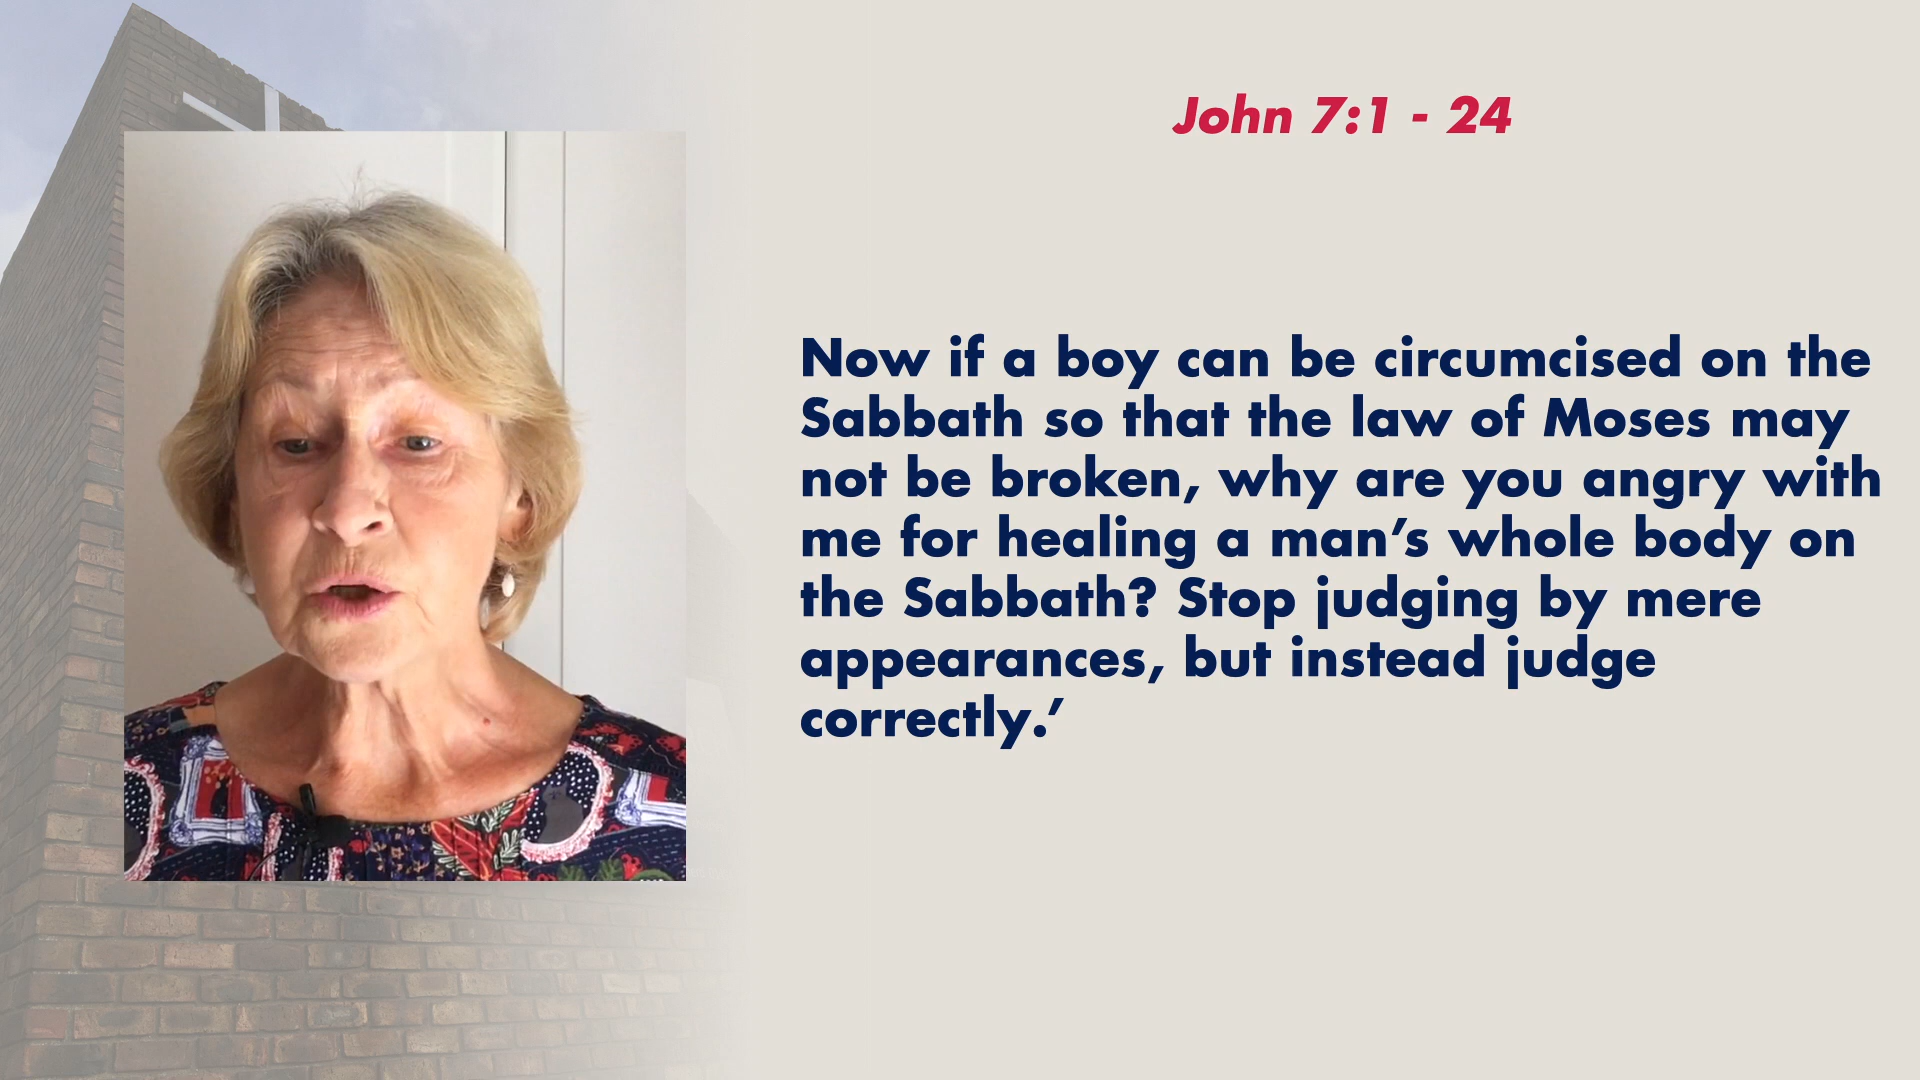 John 7:1 - 24
Now if a boy can be circumcised on the
Sabbath so that the law of Moses may
not be broken, why are you angry with
me for healing a man’s whole body on
the Sabbath? Stop judging by mere
appearances, but instead judge
correctly.’